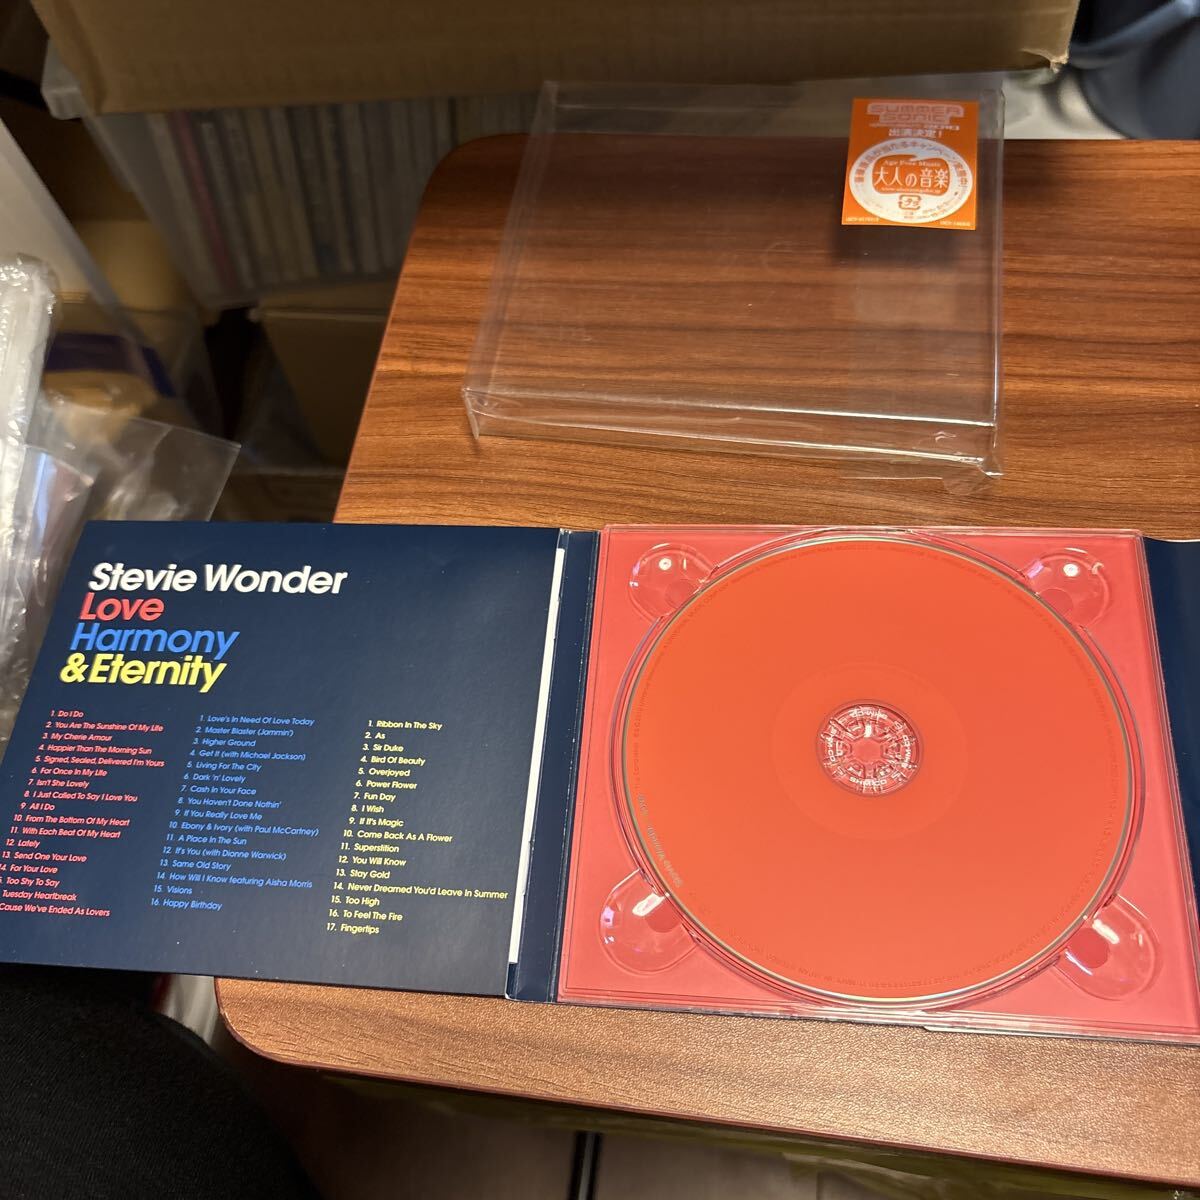 SUMMER
SONIC
出演決定！
Age Free Music
大人の音楽
Stevie Wonder
Love
Harmony
& Eternity
1. Do I Do
2. You Are The Sunshine Of My Life
3. My Cherie Amour
4. Happier Than The Morning Sun
5. Signed, Sealed, Delivered I'm Yours
6. For Once In My Life
7. Isn't She Lovely
8. I Just Called To Say I Love You
9. All I Do
10. From The Bottom Of My Heart
11. With Each Beat Of My Heart
12. Lately
13. Send One Your Love
14. For Your Love
Too Shy To Say
Tuesday Heartbreak
Cause We've Ended As Lovers
1. Love's In Need Of Love Today
2. Master Blaster (Jammin')
3. Higher Ground
4. Get It (with Michael Jackson)
5. Living For The City
6. Dark 'n' Lovely
7. Cash In Your Face
8. You Haven't Done Nothin'
9. If You Really Love Me
10. Ebony & Ivory (with Paul McCartney)
11. A Place In The Sun
12. It's You (with Dionne Warwick)
13. Same Old Story
14. How Will I Know featuring Aisha Morris
15. Visions
16. Happy Birthday
1. Ribbon In The Sky
2. As
3. Sir Duke
4. Bird Of Beauty
5. Overjoyed
6. Power Flower
7. Fun Day
8. I Wish
9. If It's Magic
10. Come Back As A Flower
11. Superstition
12. You Will Know
13. Stay Gold
14. Never Dreamed You'd Leave In Summer
15. Too High
16. To Feel The Fire
17. Fingertips